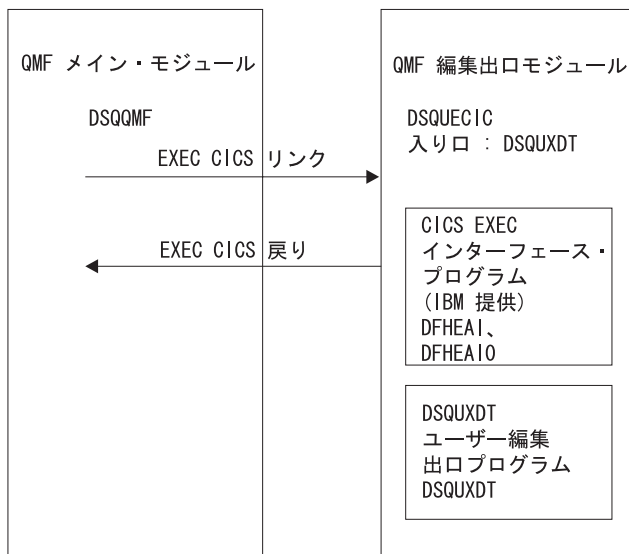 QMF メイン・モジュール
DSQQMF
EXEC CICS リンク
EXEC CICS 戻り
QMF 編集出口モジュール
DSQUECIC
入り口 : DSQUXDT
CICS EXEC
インターフェース・
プログラム
(IBM 提供)
DFHEAI、
DFHEAI0
DSQUXDT
ユーザー編集
出口プログラム
DSQUXDT